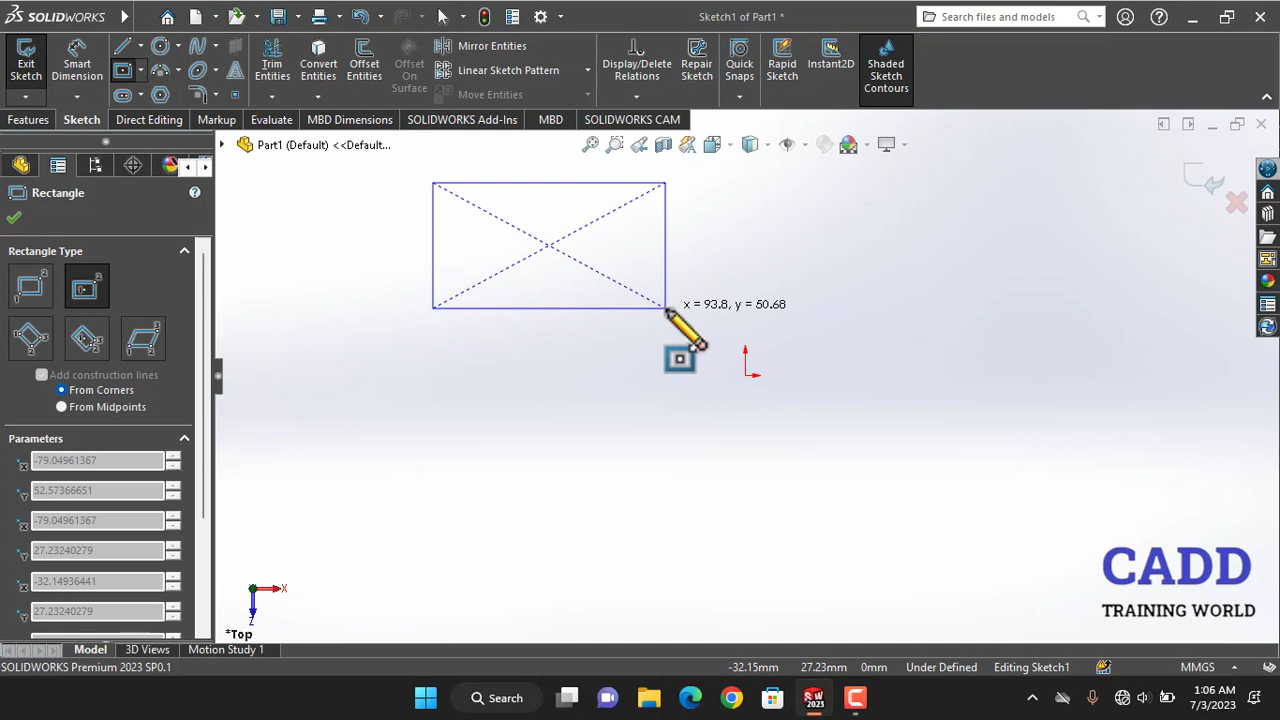 SOLIDWORKS
Sketch1 of Part1 *
Search files and models
Exit Sketch
Smart Dimension
Trim Entities
Convert Entities
Offset Entities
Offset On Surface
Mirror Entities
Linear Sketch Pattern
Move Entities
Display/Delete Relations
Repair Sketch
Quick Snaps
Rapid Sketch
Instant2D
Shaded Sketch Contours
Features
Sketch
Direct Editing
Markup
Evaluate
MBD Dimensions
SOLIDWORKS Add-Ins
MBD
SOLIDWORKS CAM
Part1 (Default) <<Default...
Rectangle
Rectangle Type
Add construction lines
From Corners
From Midpoints
Parameters
-79.04961367
52.57366651
-79.04961367
27.23240279
-32.14936441
27.23240279
x = 93.8, y = 50.68
X
Z
*Top
CADD
TRAINING WORLD
Model
3D Views
Motion Study 1
SOLIDWORKS Premium 2023 SP0.1
-32.15mm
27.23mm
0mm
Under Defined
Editing Sketch1
MMGS
Search
1:06 AM
7/3/2023